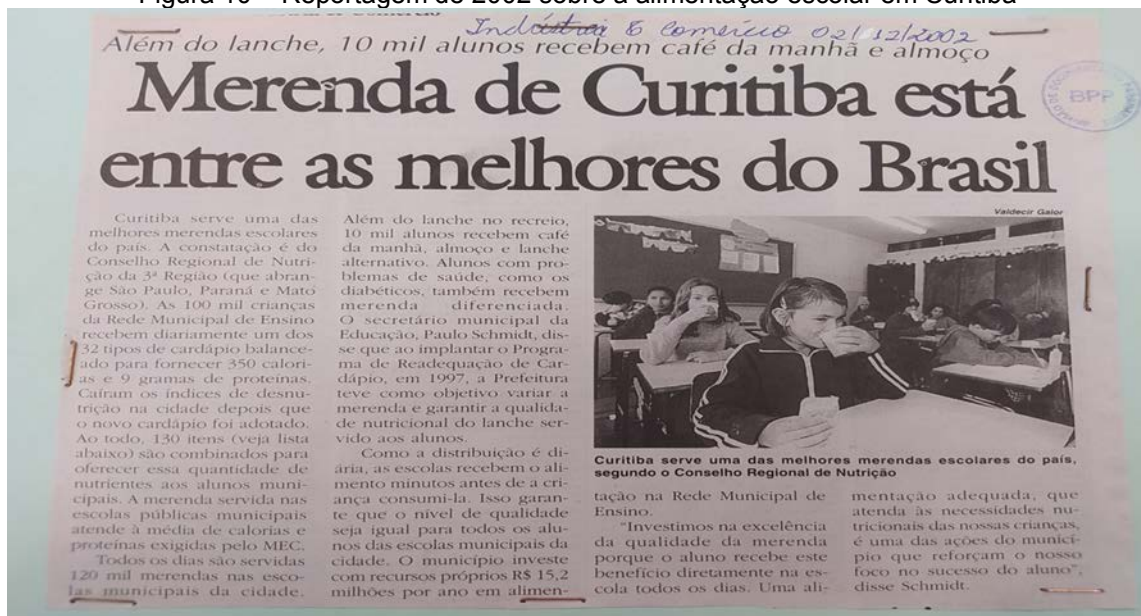 Figura 10 – Reportagem de 2002 sobre a alimentação escolar em Curitiba
Indústria & Comércio 02/12/2002
Além do lanche, 10 mil alunos recebem café da manhã e almoço
Merenda de Curitiba está
entre as melhores do Brasil
BPP
Curitiba serve uma das
melhores merendas escolares
do país. A constatação é do
Conselho Regional de Nutri-
ção da 3ª Região (que abran-
ge São Paulo, Paraná e Mato
Grosso). As 100 mil crianças
da Rede Municipal de Ensino
recebem diariamente um dos
32 tipos de cardápio balance-
ado para fornecer 350 calori-
as e 9 gramas de proteínas.
Caíram os índices de desnu-
trição na cidade depois que
o novo cardápio foi adotado.
Ao todo, 130 itens (veja lista
abaixo) são combinados para
oferecer essa quantidade de
nutrientes aos alunos muni-
cipais. A merenda servida nas
escolas públicas municipais
atende à média de calorias e
proteínas exigidas pelo MEC.
Todos os dias são servidas
120 mil merendas nas esco-
las municipais da cidade.
Além do lanche no recreio,
10 mil alunos recebem café
da manhã, almoço e lanche
alternativo. Alunos com pro-
blemas de saúde, como os
diabéticos, também recebem
merenda diferenciada.
O secretário municipal da
Educação, Paulo Schmidt, dis-
se que ao implantar o Progra-
ma de Readequação de Car-
dápio, em 1997, a Prefeitura
teve como objetivo variar a
merenda e garantir a qualida-
de nutricional do lanche ser-
vido aos alunos.
Como a distribuição é di-
ária, as escolas recebem o ali-
mento minutos antes de a cri-
ança consumi-la. Isso garan-
te que o nível de qualidade
seja igual para todos os alu-
nos das escolas municipais da
cidade. O município investe
com recursos próprios R$ 15,2
milhões por ano em alimen-
Valdecir Galor
Curitiba serve uma das melhores merendas escolares do país,
segundo o Conselho Regional de Nutrição
tação na Rede Municipal de
Ensino.
"Investimos na excelência
da qualidade da merenda
porque o aluno recebe este
benefício diretamente na es-
cola todos os dias. Uma ali-
mentação adequada, que
atenda às necessidades nu-
tricionais das nossas crianças,
é uma das ações do municí-
pio que reforçam o nosso
foco no sucesso do aluno",
disse Schmidt.